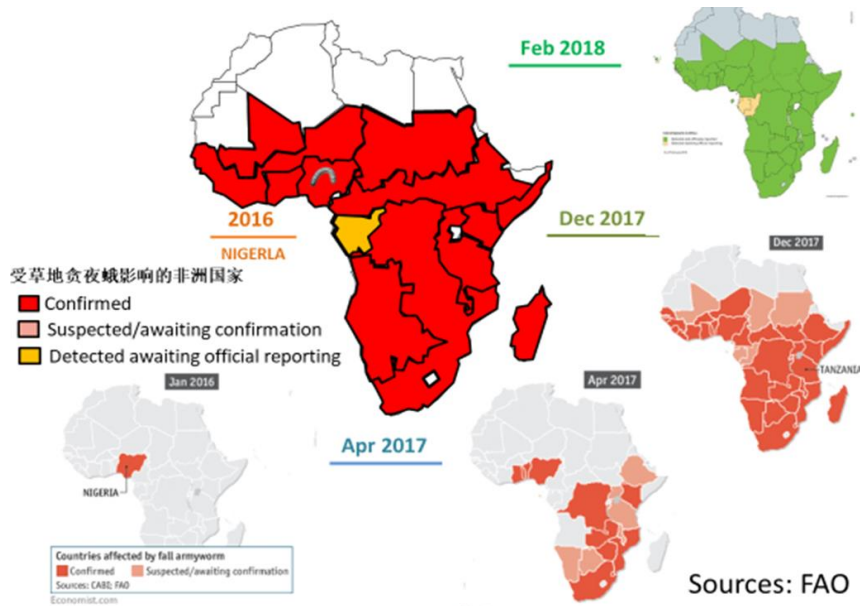 Feb 2018
2016
NIGERLA
Dec 2017
受草地贪夜蛾影响的非洲国家
Confirmed
Suspected/awaiting confirmation
Detected awaiting official reporting
Dec 2017
TANZANIA
Jan 2016
NIGERIA
Apr 2017
Apr 2017
Countries affected by fall armyworm
Confirmed
Suspected/awaiting confirmation
Sources: CABI; FAO
Economist.com
Sources: FAO